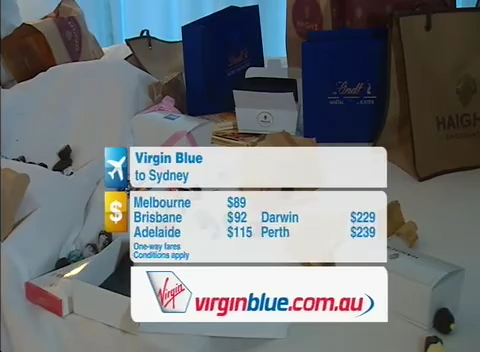 HAIGH
Lindt
Lindt
HAIGH
Virgin Blue
to Sydney
$
Melbourne $89
Brisbane $92 Darwin $229
Adelaide $115 Perth $239
One-way fares
Conditions apply
Virgin virginblue.com.au